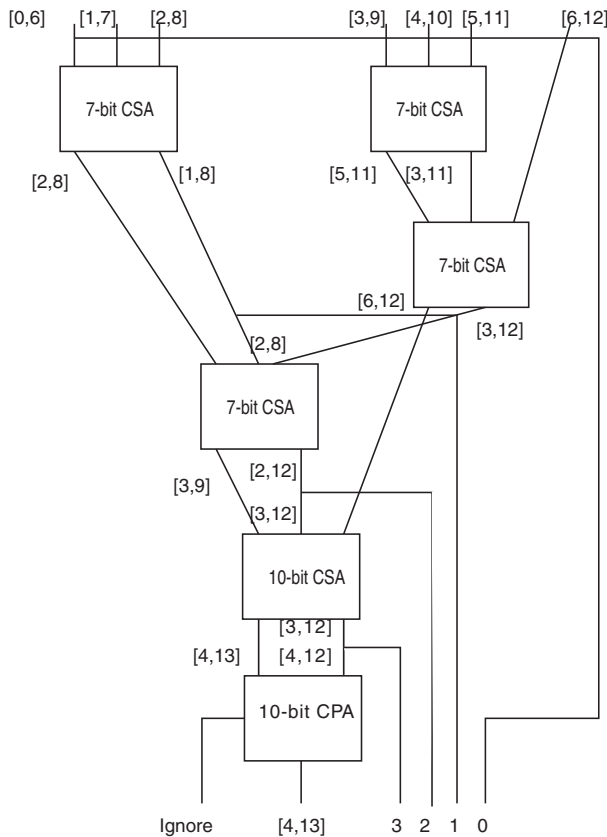 [0,6] [1,7] [2,8] [3,9] [4,10] [5,11] [6,12]
7-bit CSA 7-bit CSA
[2,8] [1,8] [5,11] [3,11]
7-bit CSA
[6,12] [3,12]
[2,8]
7-bit CSA
[3,9] [2,12]
[3,12]
10-bit CSA
[3,12]
[4,13] [4,12]
10-bit CPA
Ignore [4,13] 3 2 1 0